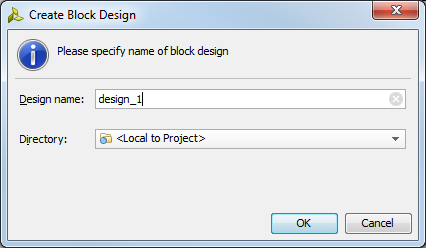 Create Block Design
Please specify name of block design
Design name: design_1
Directory: <Local to Project>
OK Cancel